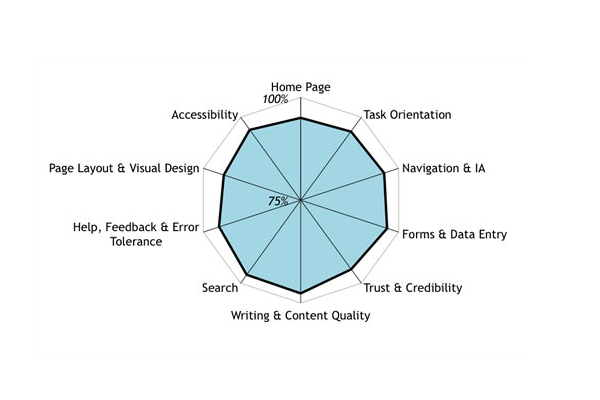 Home Page
100%
Accessibility
Task Orientation
Page Layout & Visual Design
Navigation & IA
75%
Help, Feedback & Error
Tolerance
Forms & Data Entry
Search
Trust & Credibility
Writing & Content Quality